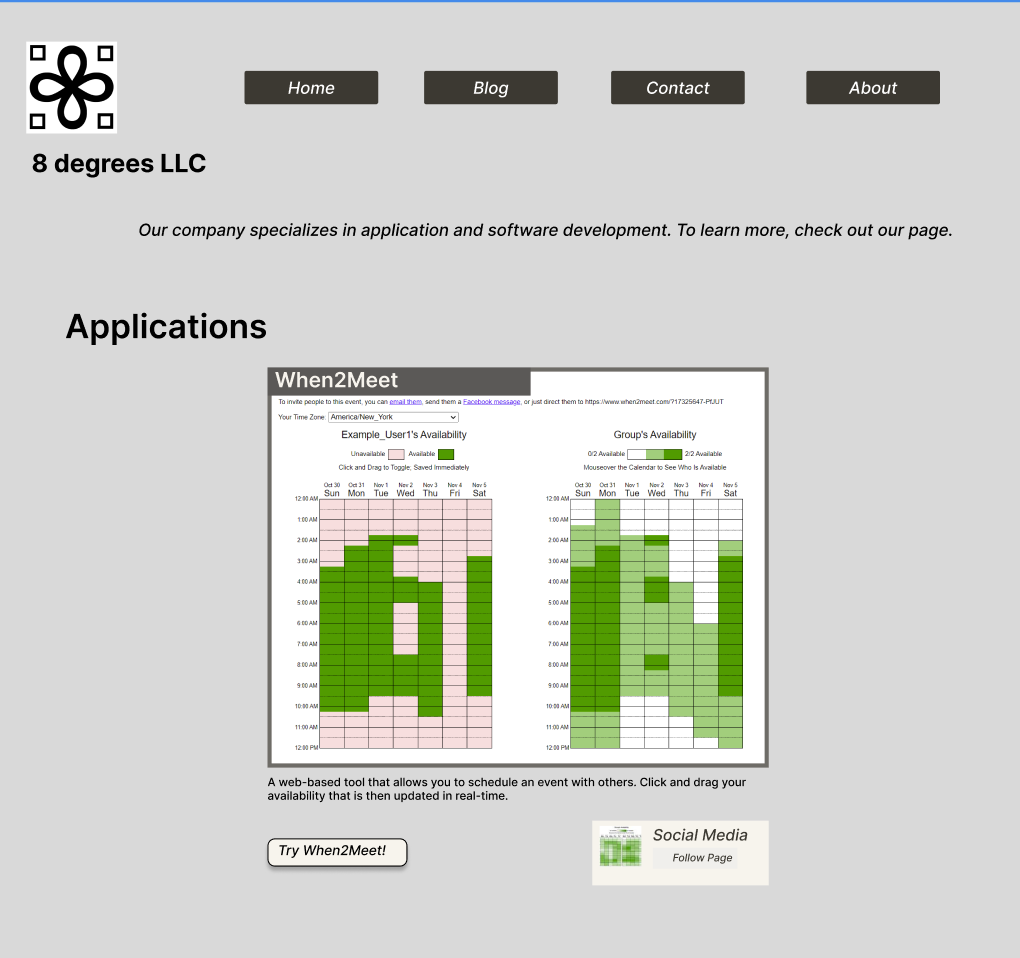 Home Blog Contact About
8 degrees LLC
Our company specializes in application and software development. To learn more, check out our page.
Applications
When2Meet
To invite people to this event, you can email them, send them a Facebook message, or just direct them to https://www.when2meet.com/?17325647-PfJUT
Your Time Zone: America/New_York
Example_User1's Availability
Unavailable Available
Click and Drag to Toggle, Saved Immediately
Oct 30 Oct 31 Nov 1 Nov 2 Nov 3 Nov 4 Nov 5
Sun Mon Tue Wed Thu Fri Sat
12:00 AM
1:00 AM
2:00 AM
3:00 AM
4:00 AM
5:00 AM
6:00 AM
7:00 AM
8:00 AM
9:00 AM
10:00 AM
11:00 AM
12:00 PM
Group's Availability
0/2 Available 2/2 Available
Mouseover the Calendar to See Who Is Available
Oct 30 Oct 31 Nov 1 Nov 2 Nov 3 Nov 4 Nov 5
Sun Mon Tue Wed Thu Fri Sat
12:00 AM
1:00 AM
2:00 AM
3:00 AM
4:00 AM
5:00 AM
6:00 AM
7:00 AM
8:00 AM
9:00 AM
10:00 AM
11:00 AM
12:00 PM
A web-based tool that allows you to schedule an event with others. Click and drag your
availability that is then updated in real-time.
Try When2Meet!
Social Media
Follow Page